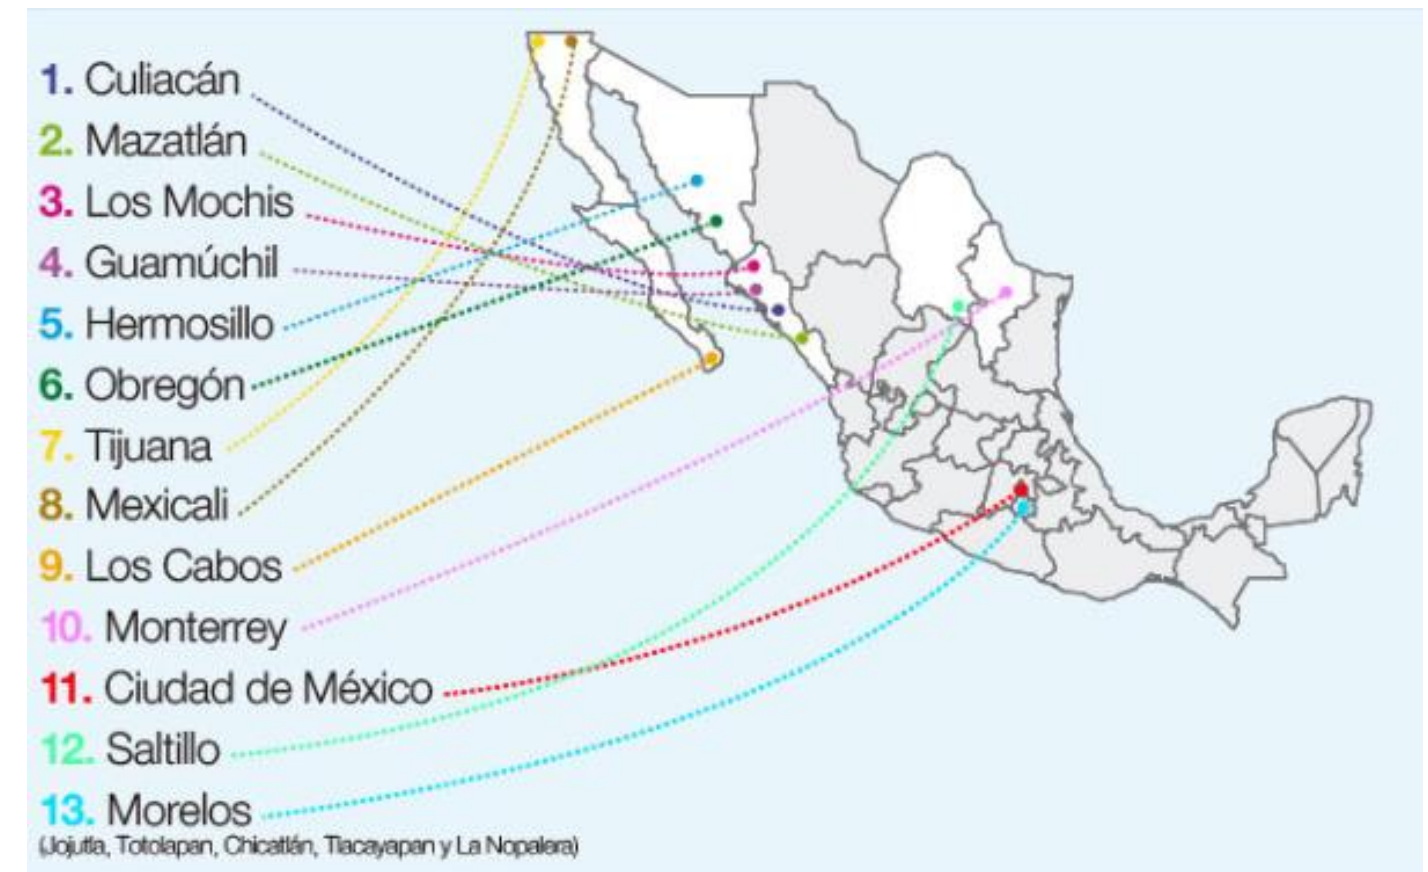 1. Culiacán
2. Mazatlán
3. Los Mochis
4. Guamúchil
5. Hermosillo
6. Obregón
7. Tijuana
8. Mexicali
9. Los Cabos
10. Monterrey
11. Ciudad de México
12. Saltillo
13. Morelos
(Jojutla, Totolapan, Chicatlán, Tlacayapan y La Nopalera)